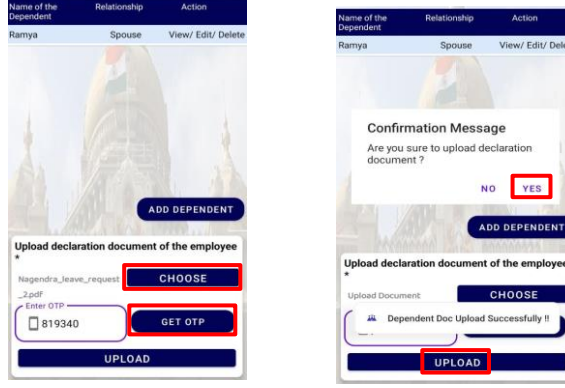 Name of the Dependent Relationship Action
Ramya Spouse View/ Edit/ Delete
ADD DEPENDENT
Upload declaration document of the employee
*
Nagendra_leave_request
_2.pdf
CHOOSE
Enter OTP
819340
GET OTP
UPLOAD
Name of the Dependent Relationship Action
Ramya Spouse View/ Edit/ Dele
Confirmation Message
Are you sure to upload declaration
document ?
NO YES
ADD DEPENDENT
Upload declaration document of the employee
*
Upload Document CHOOSE
Dependent Doc Upload Successfully !!
UPLOAD